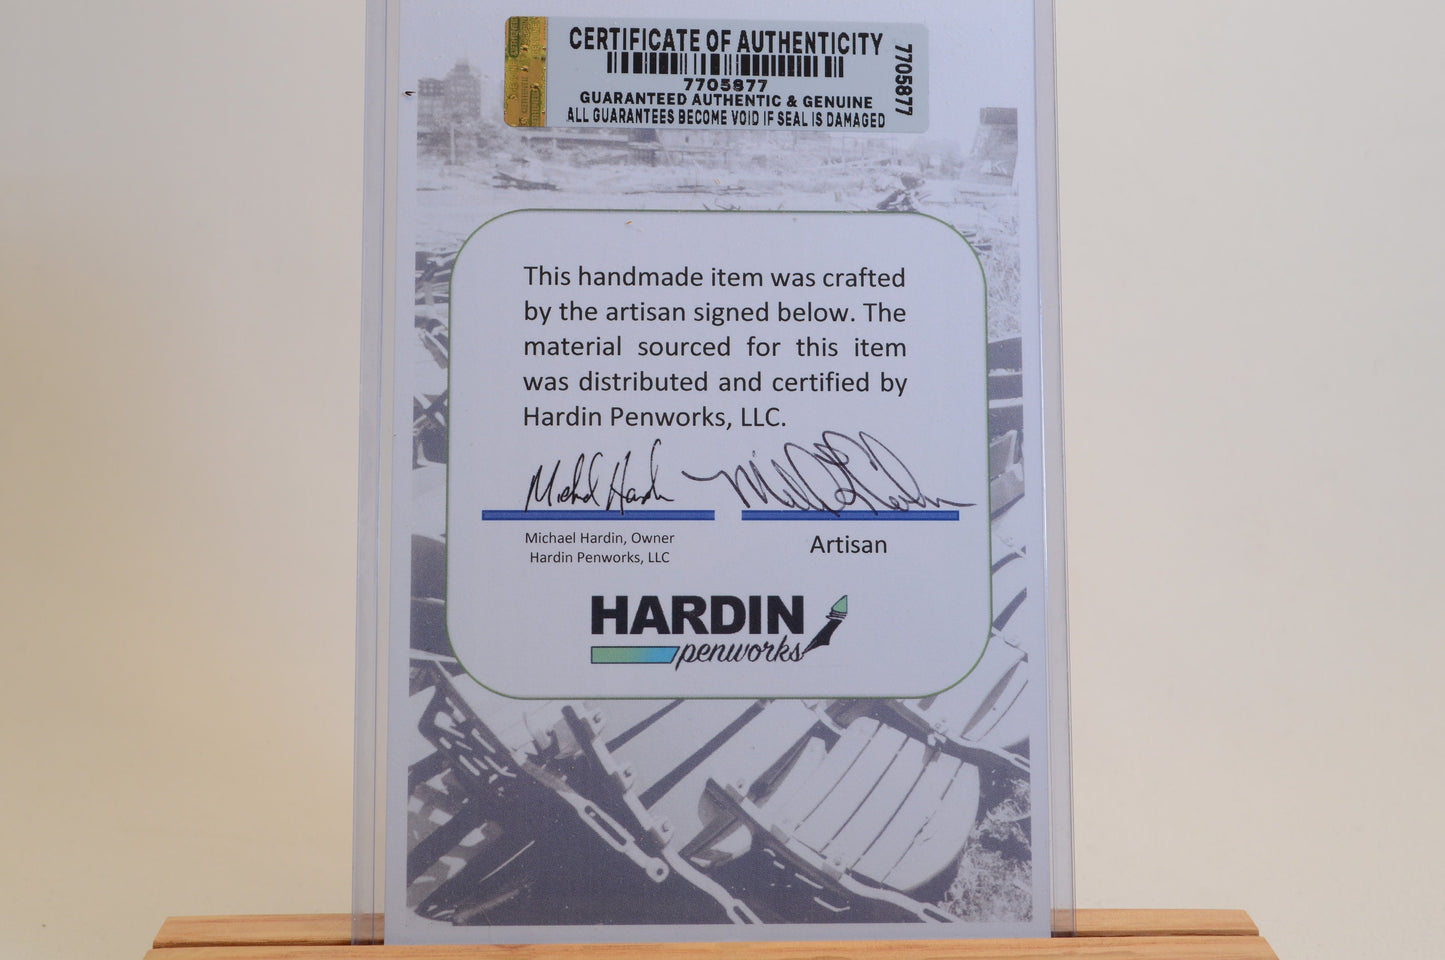 CERTIFICATE OF AUTHENTICITY
7705877
7705877
GUARANTEED AUTHENTIC & GENUINE
ALL GUARANTEES BECOME VOID IF SEAL IS DAMAGED
This handmade item was crafted
by the artisan signed below. The
material sourced for this item
was distributed and certified by
Hardin Penworks, LLC.
Michael Hardin
Michael Hardin, Owner
Hardin Penworks, LLC
Artisan
HARDIN
penworks